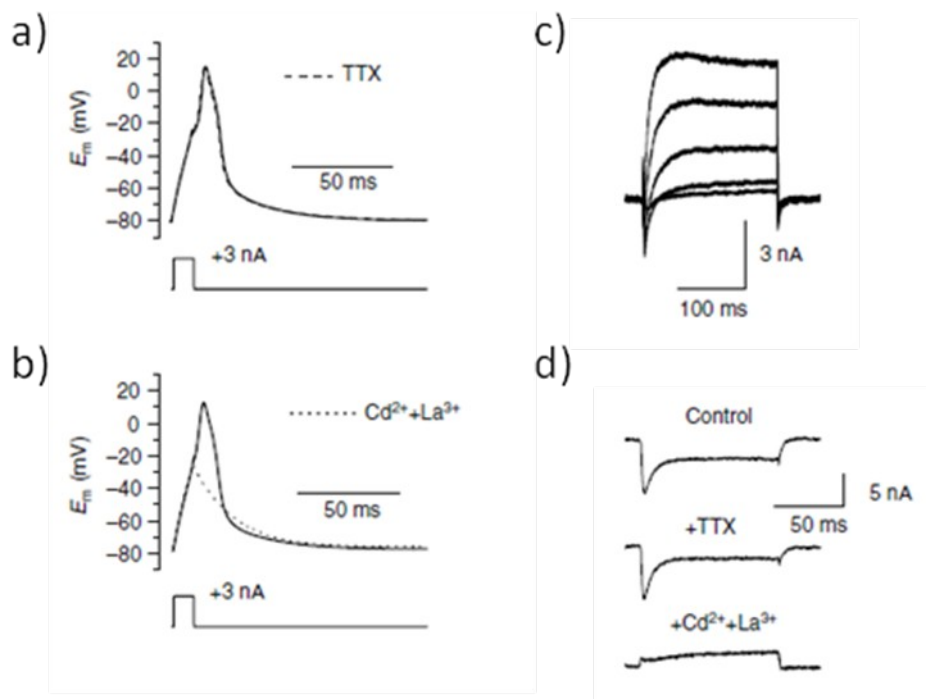 a)
20
0
−20
−40
−60
−80
Em (mV)
TTX
50 ms
+3 nA
b)
20
0
−20
−40
−60
−80
Em (mV)
Cd2++La3+
50 ms
+3 nA
c)
3 nA
100 ms
d)
Control
5 nA
50 ms
+TTX
+Cd2++La3+